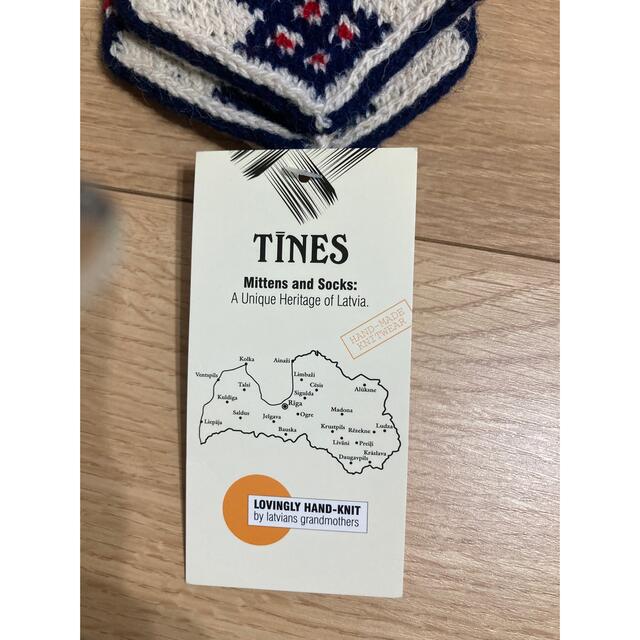 TĪNES
Mittens and Socks:
A Unique Heritage of Latvia.
HAND-MADE
KNITWEAR
Kolka
Ainaži
Ventspils
Talsi
Limbaži
Cēsis
Alūksne
Kuldīga
Sigulda
Rīga
Saldus
Jelgava
Ogre
Madona
Liepāja
Bauska
Krustpils
Rēzekne
Ludza
Līvāni
Preiļi
Krāslava
Daugavpils
LOVINGLY HAND-KNIT
by latvians grandmothers